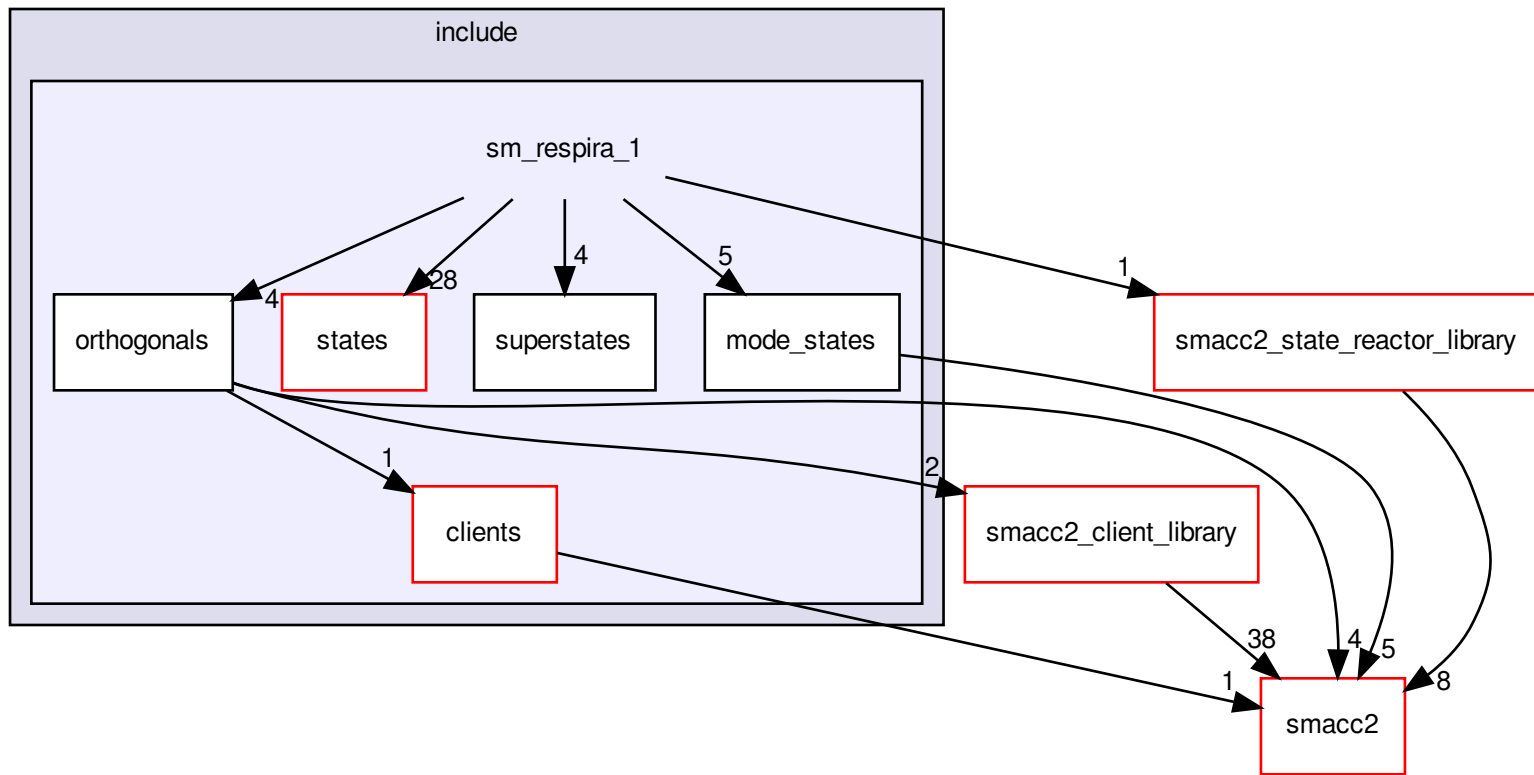 include
sm_respira_1
5
4
28
4
1
orthogonals
states
superstates
mode_states
smacc2_state_reactor_library
1
2
clients
smacc2_client_library
38
4
5
1
8
smacc2